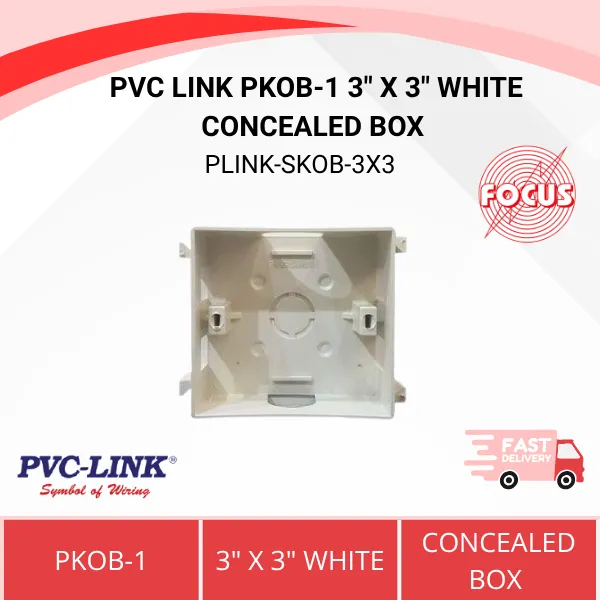 PVC LINK PKOB-1 3" X 3" WHITE
CONCEALED BOX
PLINK-SKOB-3X3
FOCUS
FAST
DELIVERY
PVC-LINK®
Symbol of Wiring
PKOB-1
3" X 3" WHITE
CONCEALED
BOX